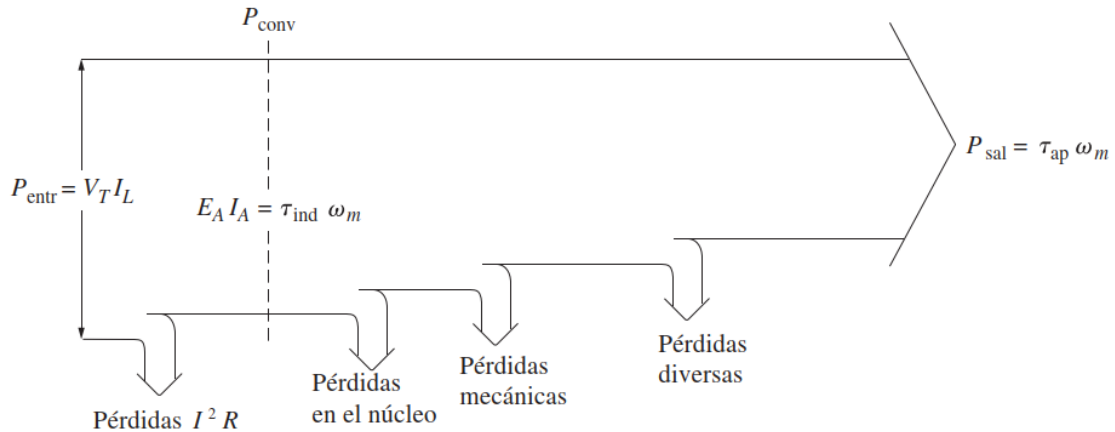 P_conv
P_entr = V_T I_L
E_A I_A = τ_ind ω_m
P_sal = τ_ap ω_m
Pérdidas I² R
Pérdidas
en el núcleo
Pérdidas
mecánicas
Pérdidas
diversas